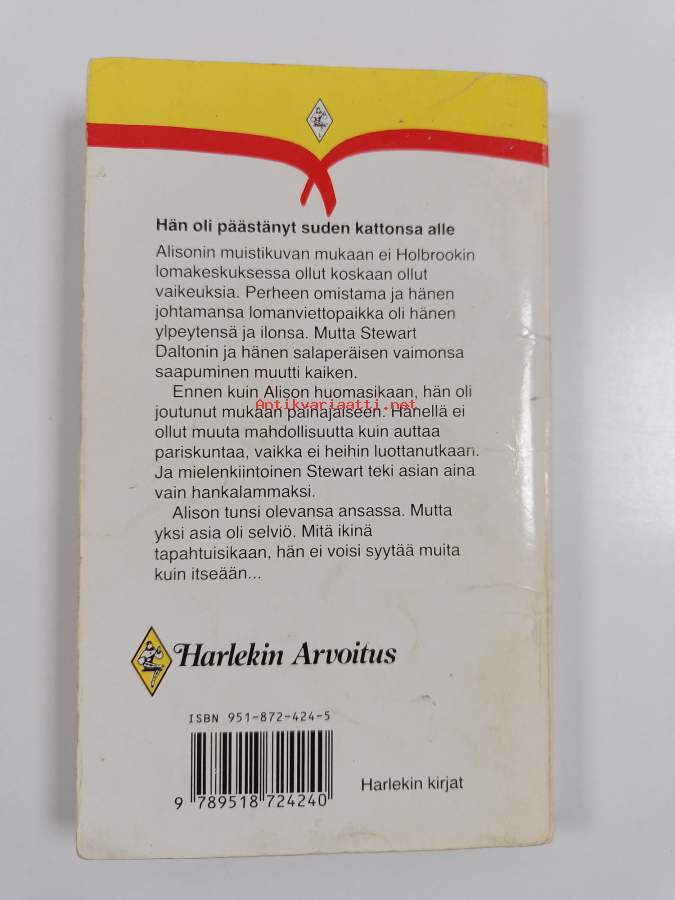 Hän oli päästänyt suden kattonsa alle
Alisonin muistikuvan mukaan ei Holbrookin
lomakeskuksessa ollut koskaan ollut
vaikeuksia. Perheen omistama ja hänen
johtamansa lomanviettopaikka oli hänen
ylpeytensä ja ilonsa. Mutta Stewart
Daltonin ja hänen salaperäisen vaimonsa
saapuminen muutti kaiken.
Ennen kuin Alison huomasikaan, hän oli
Antikvariaatti.net
joutunut mukaan painajaiseen. Hänellä ei
ollut muuta mahdollisuutta kuin auttaa
pariskuntaa, vaikka ei heihin luottanutkaan.
Ja mielenkiintoinen Stewart teki asian aina
vain hankalammaksi.
Alison tunsi olevansa ansassa. Mutta
yksi asia oli selviö. Mitä ikinä
tapahtuisikaan, hän ei voisi syytää muita
kuin itseään...
Harlekin Arvoitus
ISBN 951-872-424-5
9 789518 724240
Harlekin kirjat